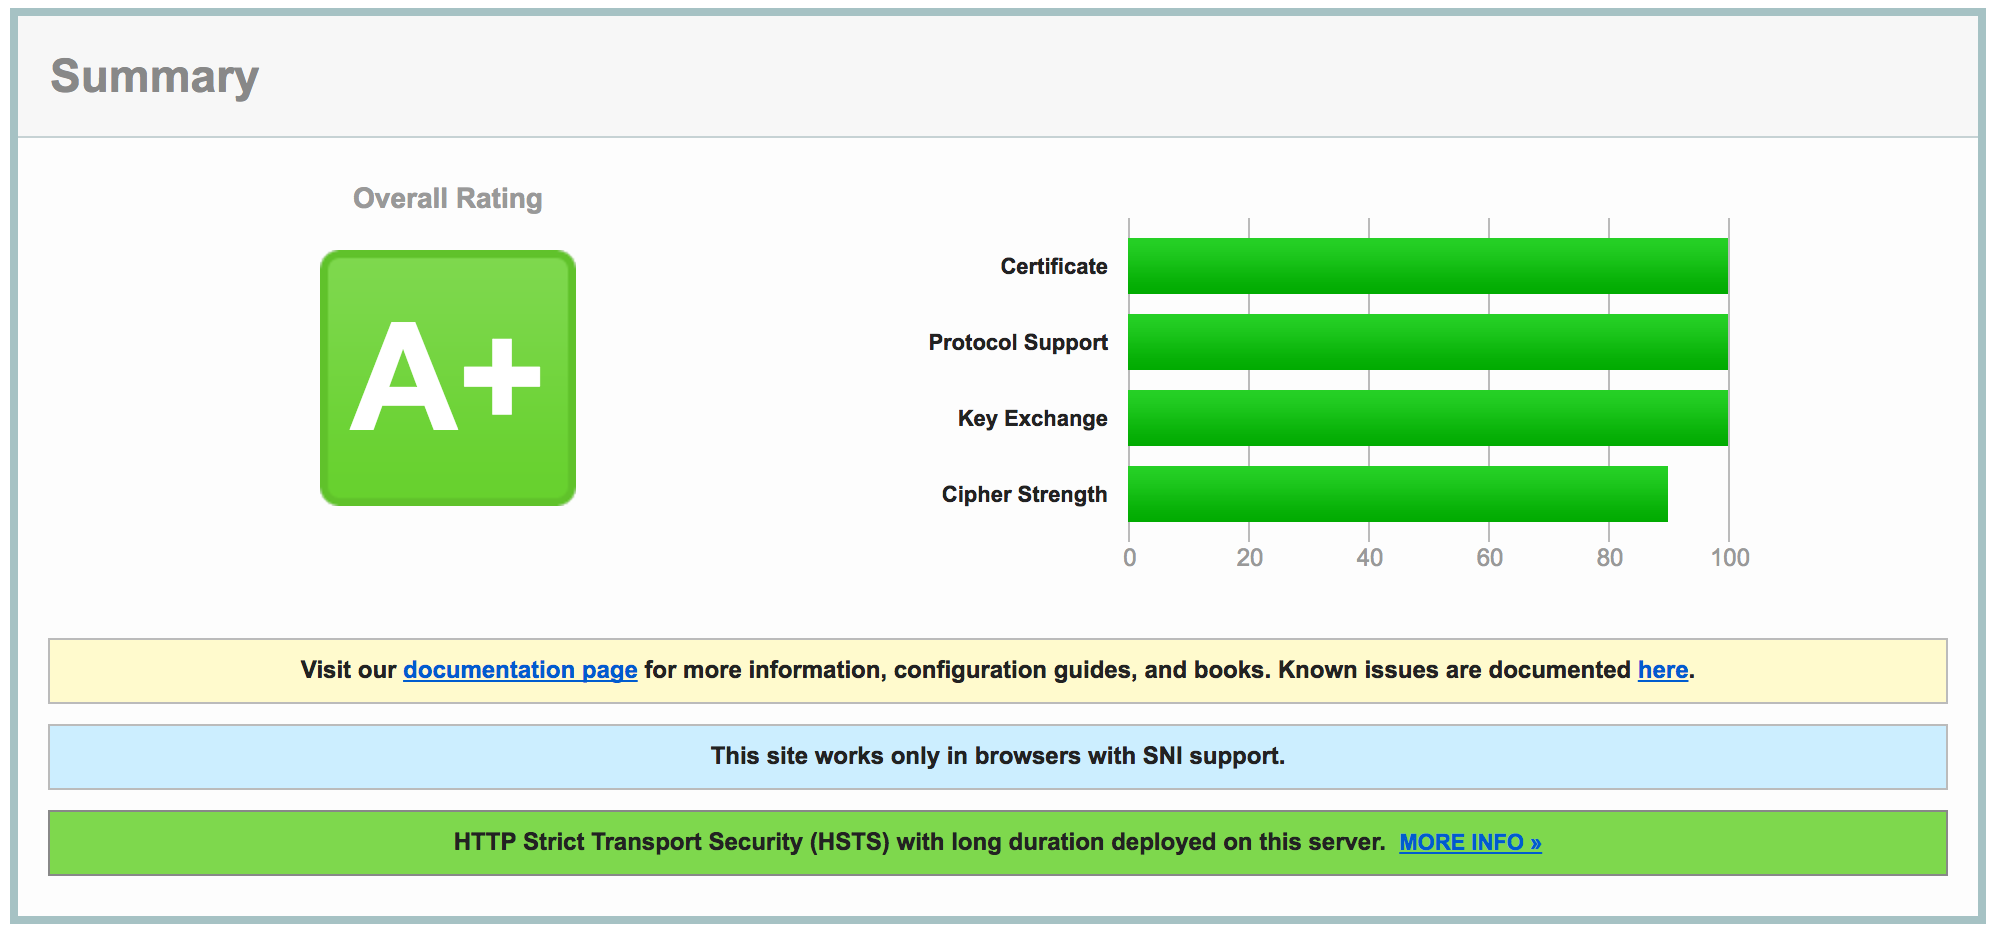 Summary
Overall Rating
A+
Certificate
Protocol Support
Key Exchange
Cipher Strength
0 20 40 60 80 100
Visit our documentation page for more information, configuration guides, and books. Known issues are documented here.
This site works only in browsers with SNI support.
HTTP Strict Transport Security (HSTS) with long duration deployed on this server. MORE INFO »